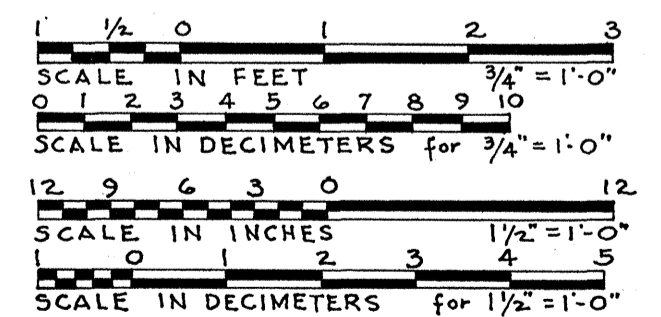 1 1/2 0 1 2 3
SCALE IN FEET 3/4" = 1'-0"
0 1 2 3 4 5 6 7 8 9 10
SCALE IN DECIMETERS for 3/4" = 1'-0"
12 9 6 3 0 12
SCALE IN INCHES 1 1/2" = 1'-0"
1 0 1 2 3 4 5
SCALE IN DECIMETERS for 1 1/2" = 1'-0"